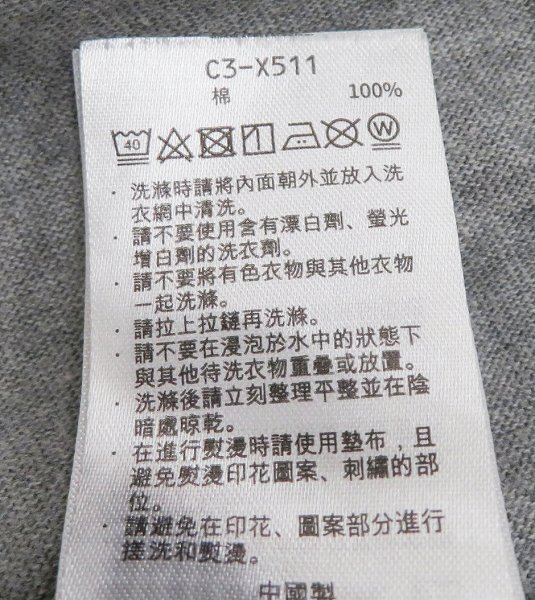 C3-X511
棉 100%
40 W
· 洗滌時請將內面朝外並放入洗
衣網中清洗。
· 請不要使用含有漂白劑、螢光
增白劑的洗衣劑。
· 請不要將有色衣物與其他衣物
一起洗滌。
· 請拉上拉鏈再洗滌。
· 請不要在浸泡於水中的狀態下
與其他待洗衣物重疊或放置。
· 洗滌後請立刻整理平整並在陰
暗處晾乾。
· 在進行熨燙時請使用墊布，且
避免熨燙印花圖案、刺繡的部
位。
· 請避免在印花、圖案部分進行
搓洗和熨燙。
中國製